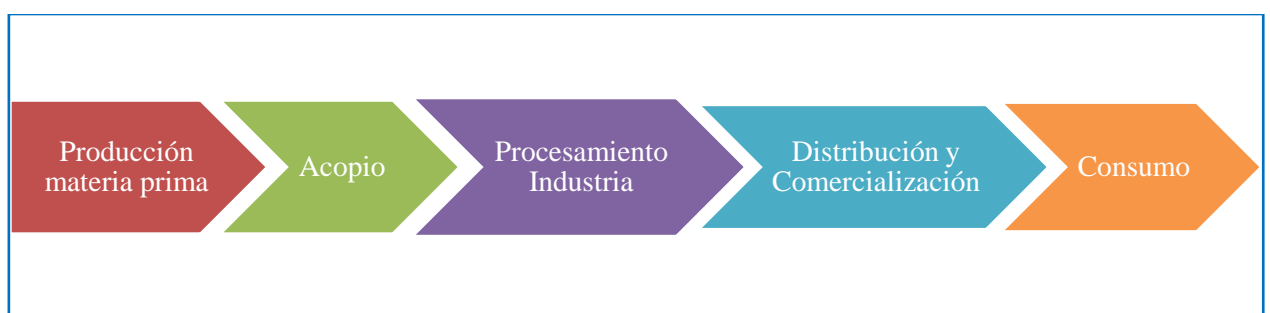 Producción
materia prima
Acopio
Procesamiento
Industria
Distribución y
Comercialización
Consumo